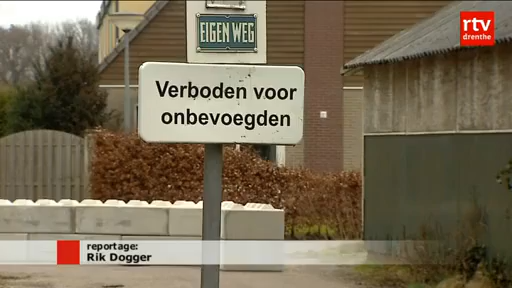 rtv
drenthe
EIGEN WEG
Verboden voor
onbevoegden
reportage:
Rik Dogger